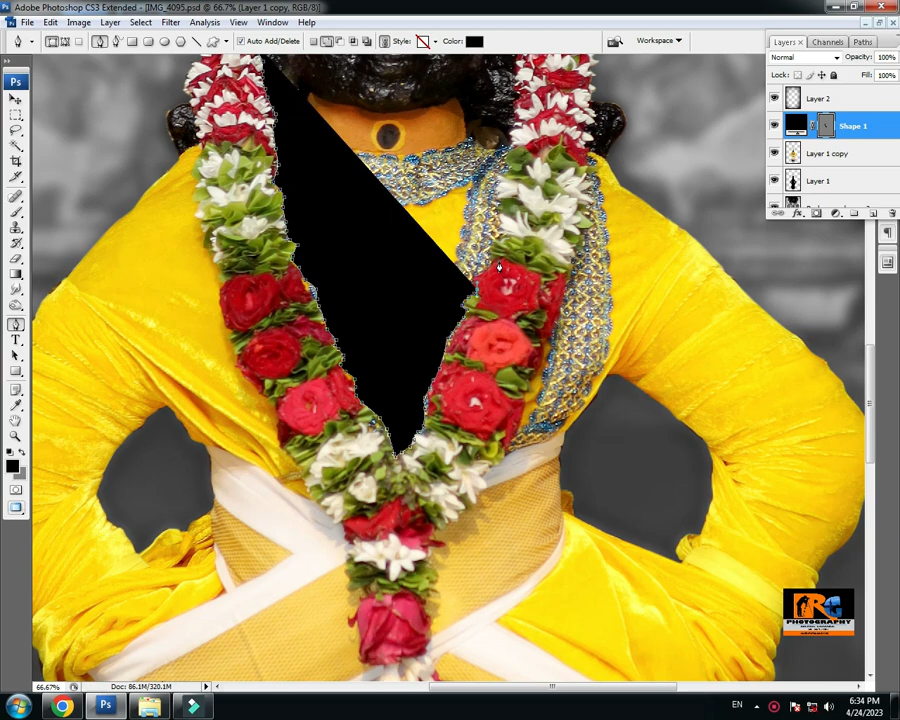 Adobe Photoshop CS3 Extended - [IMG_4095.psd @ 66.7% (Layer 1 copy, RGB/8)]
File Edit Image Layer Select Filter Analysis View Window Help
Auto Add/Delete Style: Color: Workspace
Layers Channels Paths
Normal Opacity: 100%
Lock: Fill: 100%
Layer 2
Shape 1
Layer 1 copy
Layer 1
Ps
T
RG
PHOTOGRAPHY
66.67% Doc: 86.1M/320.1M
Ps EN 6:34 PM
4/24/2023